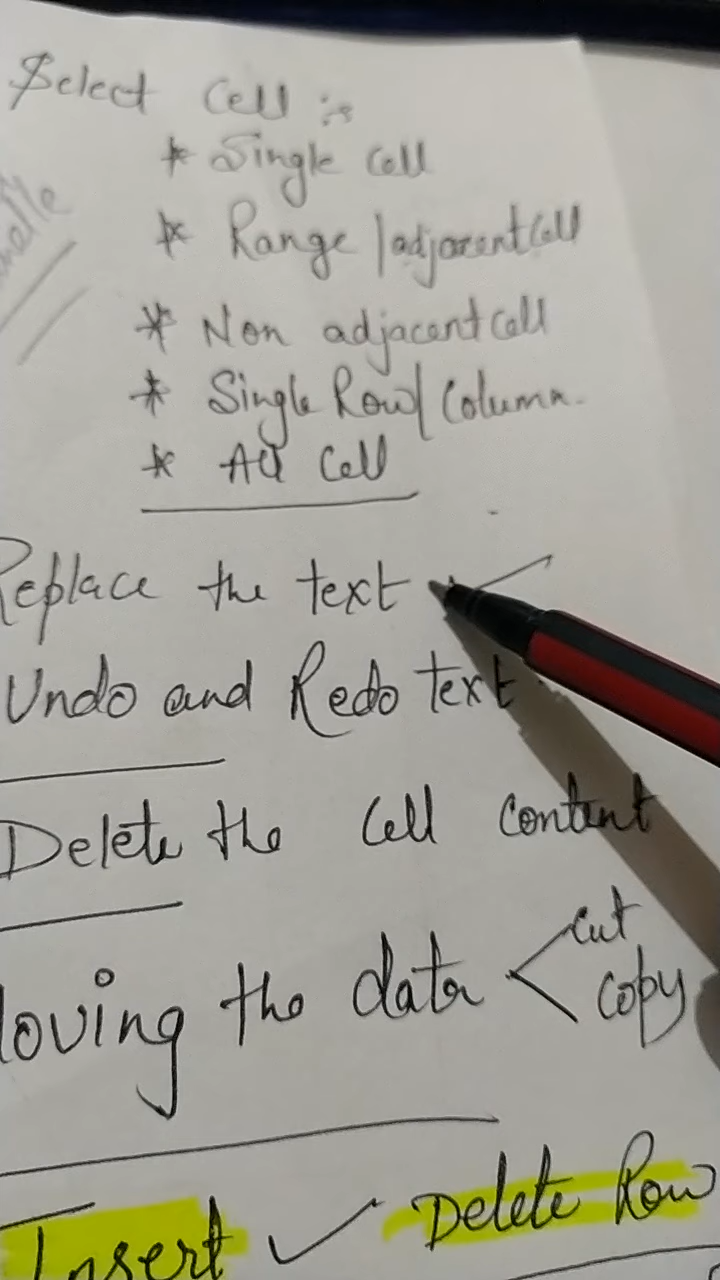 Select Cell :-
* Single Cell
* Range / adjacent Cell
* Non adjacent Cell
* Single Row / Column.
* All Cell
Replace the text
Undo and Redo text
Delete the Cell content
oving the data < cut
copy
Insert ✓ Delete Row